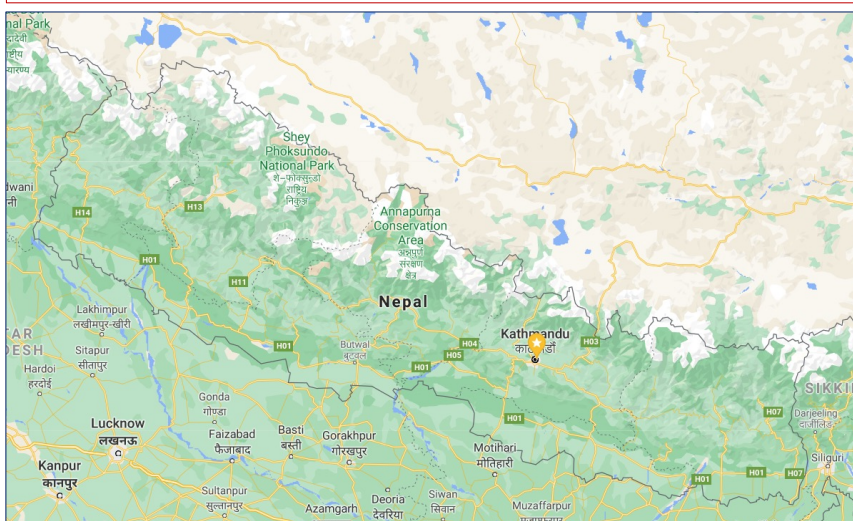 nal Park
Shey
Phoksundo
National Park
शे-फोक्सुन्डो
राष्ट्रिय
निकुञ्ज
dwani
नी
H14
H13
Annapurna
Conservation
Area
अन्नपूर्ण
संरक्षण
क्षेत्र
H01
H11
Nepal
Lakhimpur
लखीमपुर-खीरी
Kathmandu
H04
H03
H01
Butwal
बुटवल
H05
H01
DESH
Sitapur
सीतापुर
Hardoi
हरदोई
SIKKI
Gonda
गोण्डा
H07
Darjeeling
H01
Lucknow
लखनऊ
Faizabad
फैजाबाद
Basti
बस्ती
Gorakhpur
गोरखपुर
Motihari
मोतिहारी
Siliguri
Kanpur
कानपुर
H01
H01
H07
Sultanpur
सुल्तानपुर
Azamgarh
Deoria
देवरिया
Siwan
सिवान
Muzaffarpur